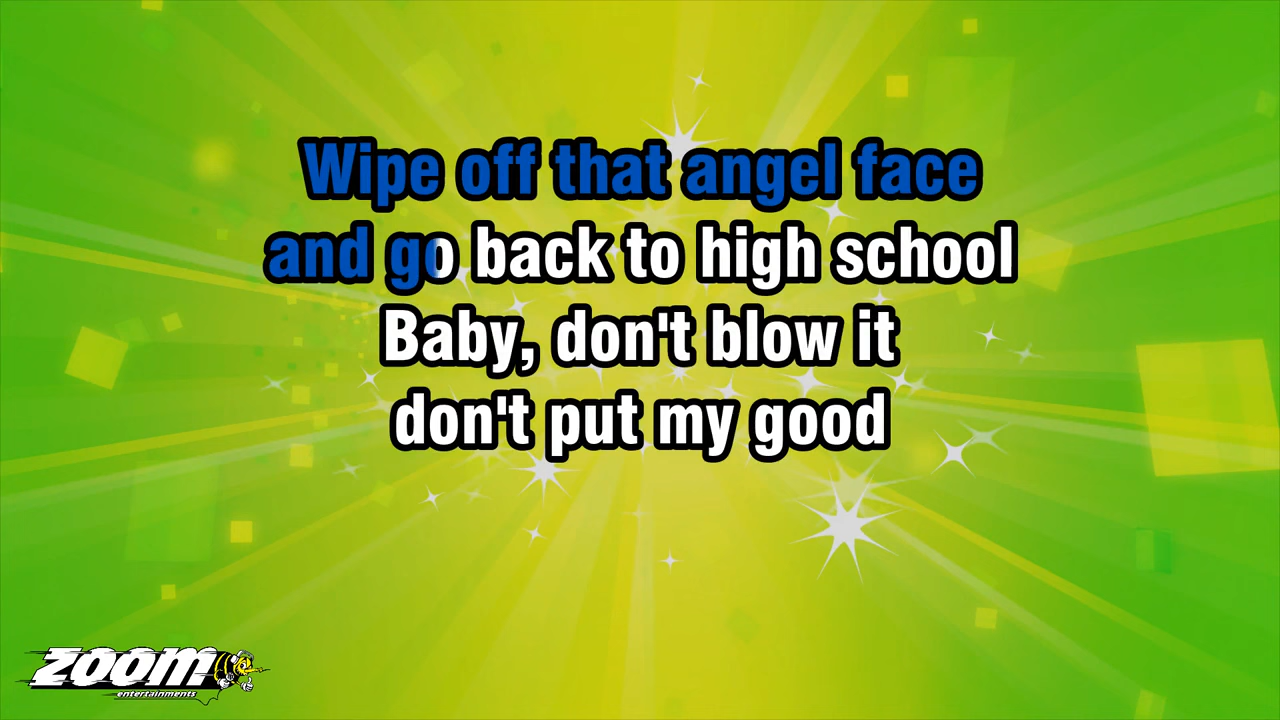 Wipe off that angel face
and go back to high school
Baby, don't blow it
don't put my good
zoom
entertainments